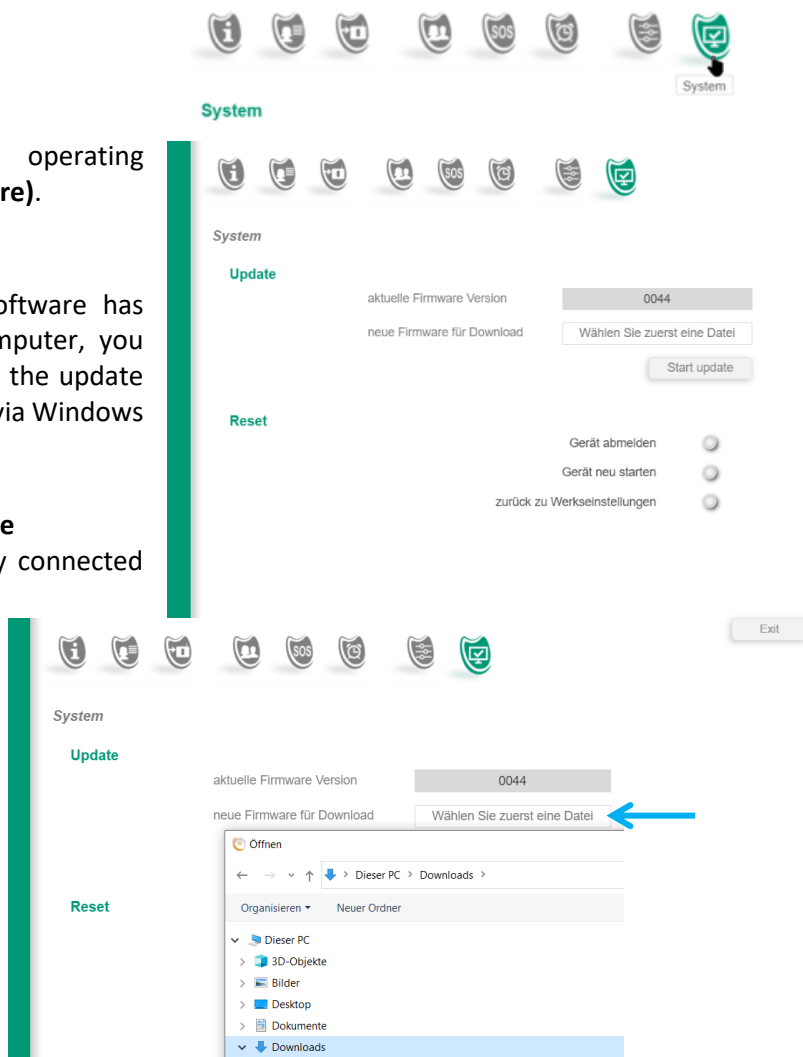 SOS
System
System
operating
re).
SOS
System
Update
aktuelle Firmware Version 0044
neue Firmware für Download Wählen Sie zuerst eine Datei
Start update
oftware has
mputer, you
the update
via Windows
Reset
Gerät abmelden
Gerät neu starten
zurück zu Werkseinstellungen
e
y connected
Exit
SOS
System
Update
aktuelle Firmware Version 0044
neue Firmware für Download Wählen Sie zuerst eine Datei
Öffnen
Dieser PC > Downloads >
Reset
Organisieren Neuer Ordner
Dieser PC
3D-Objekte
Bilder
Desktop
Dokumente
Downloads